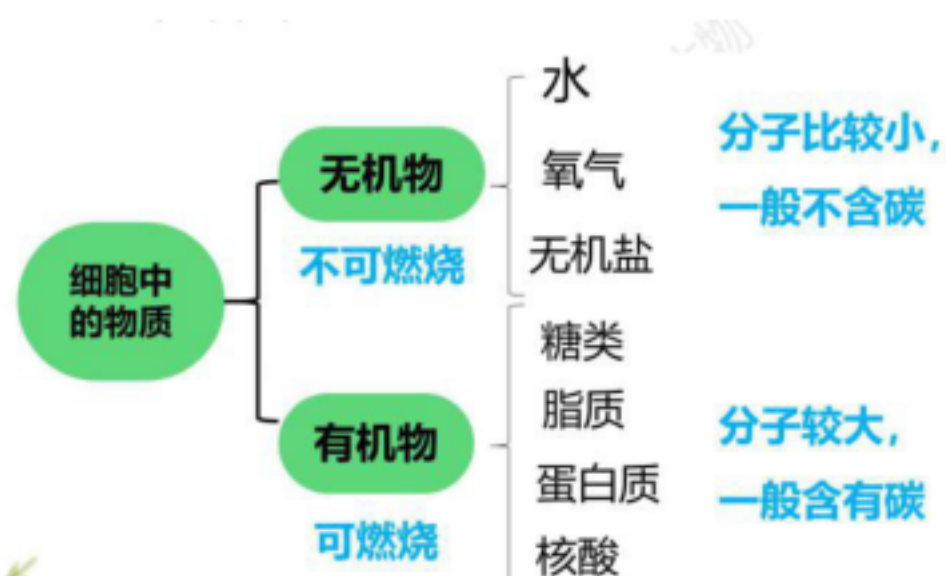 水
分子比较小，
氧气
无机物
一般不含碳
无机盐
不可燃烧
细胞中
的物质
糖类
脂质
分子较大，
有机物
蛋白质
一般含有碳
可燃烧
核酸